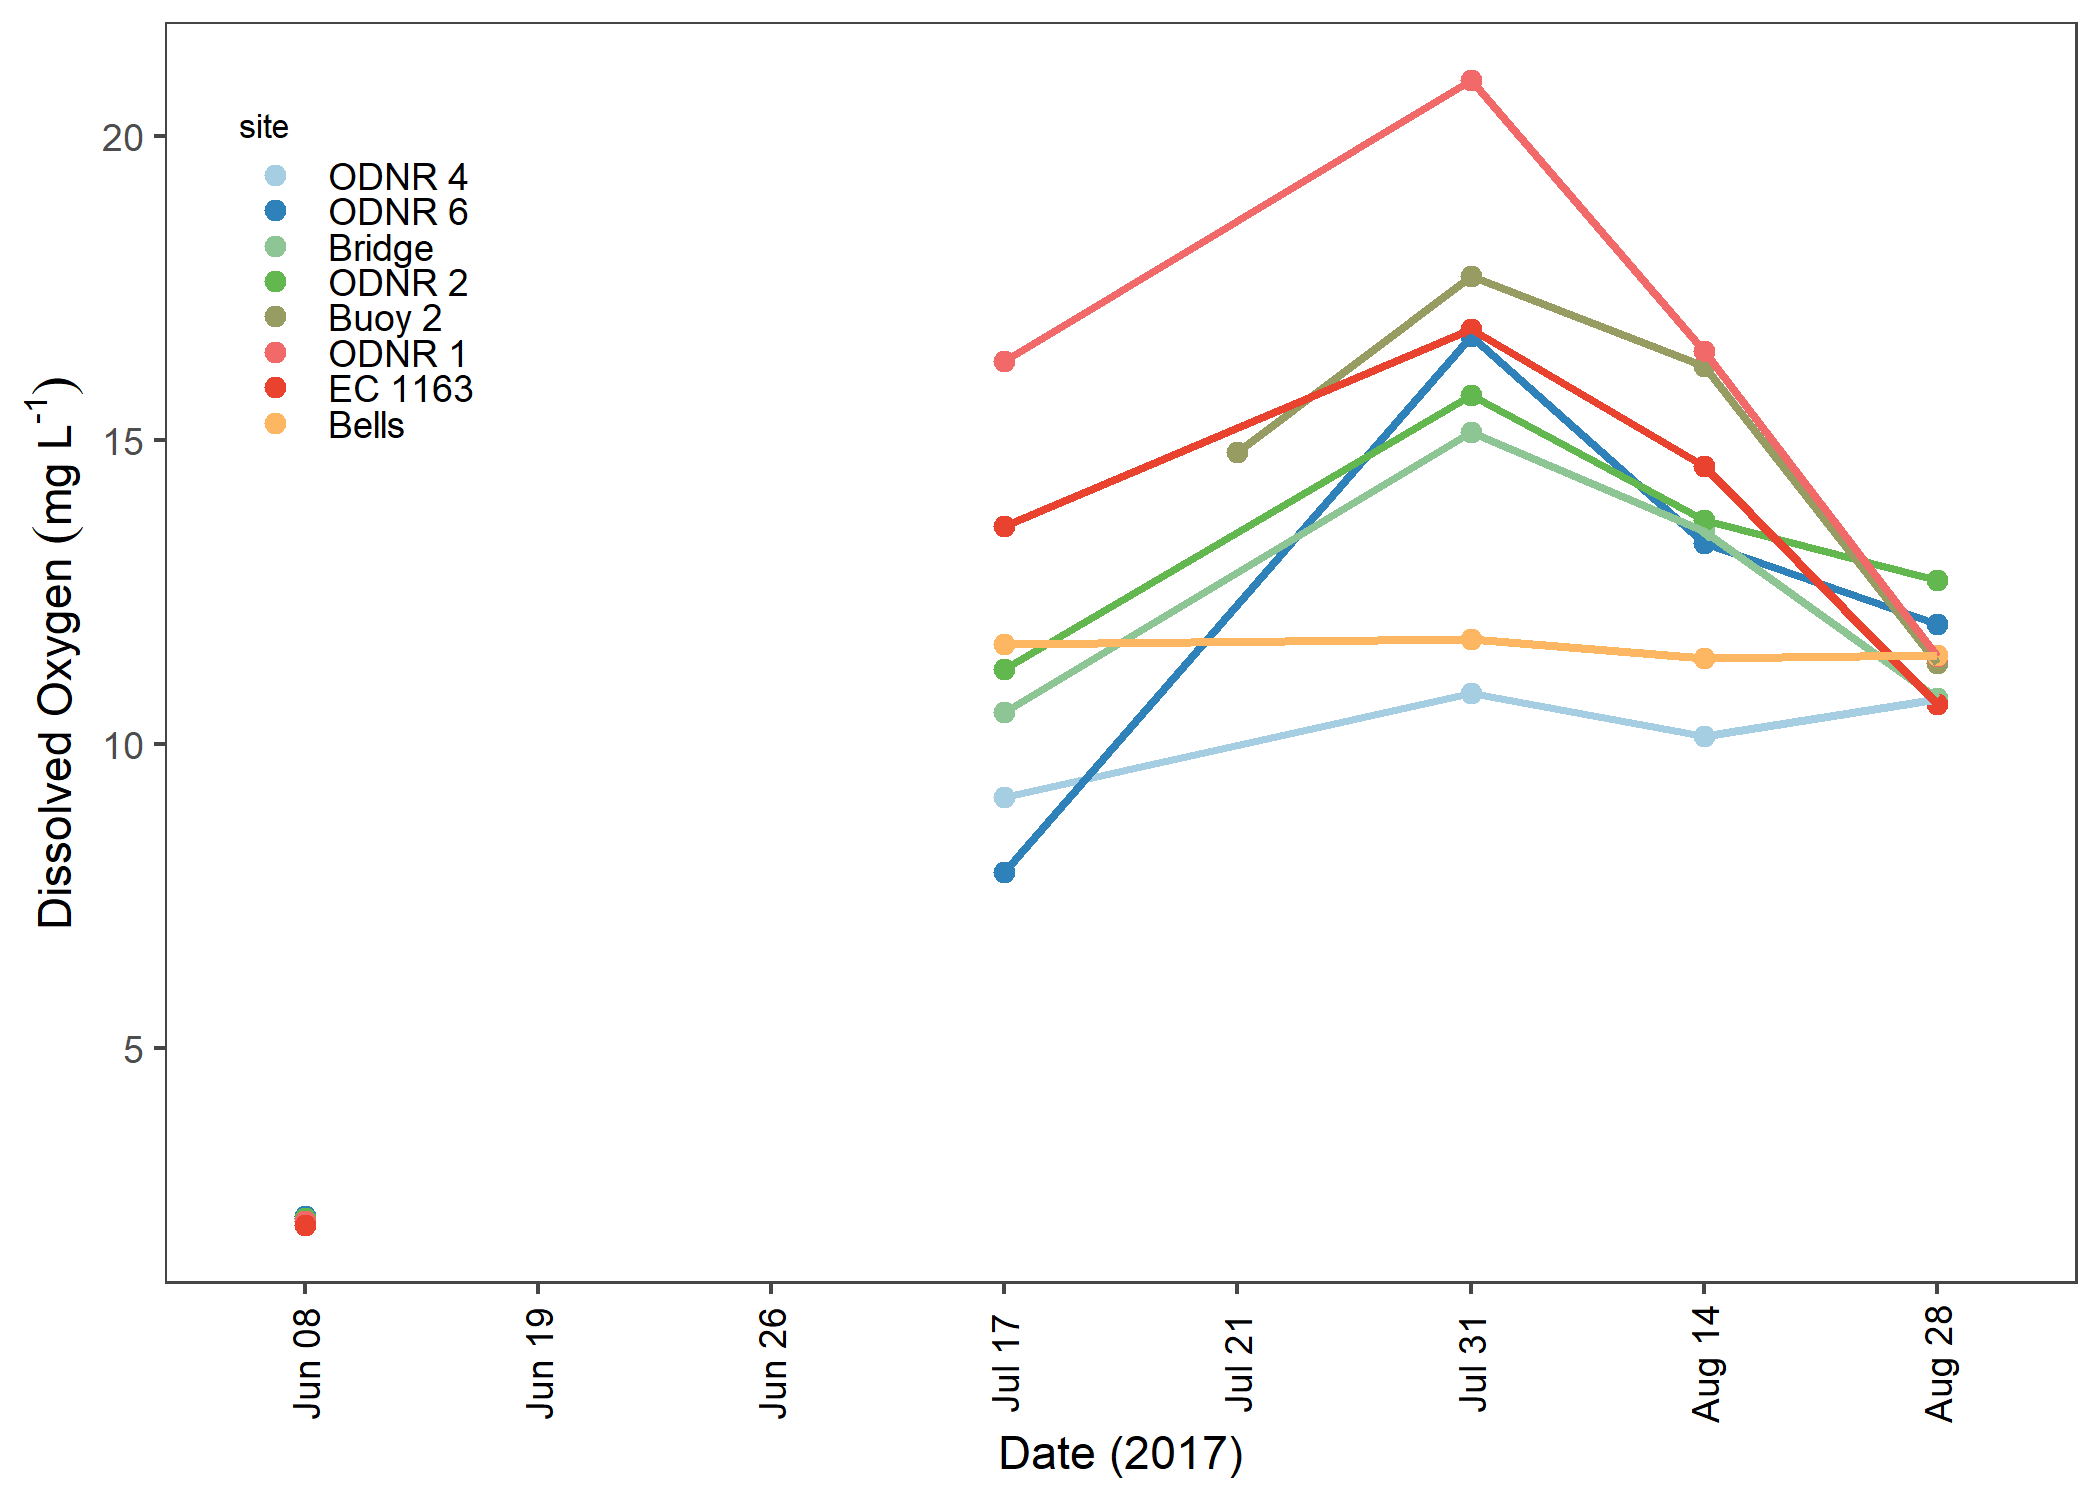 site
ODNR 4
ODNR 6
Bridge
ODNR 2
Buoy 2
ODNR 1
EC 1163
Bells
20
15
10
5
Dissolved Oxygen (mg L-1)
Jun 08
Jun 19
Jun 26
Jul 17
Jul 21
Jul 31
Aug 14
Aug 28
Date (2017)